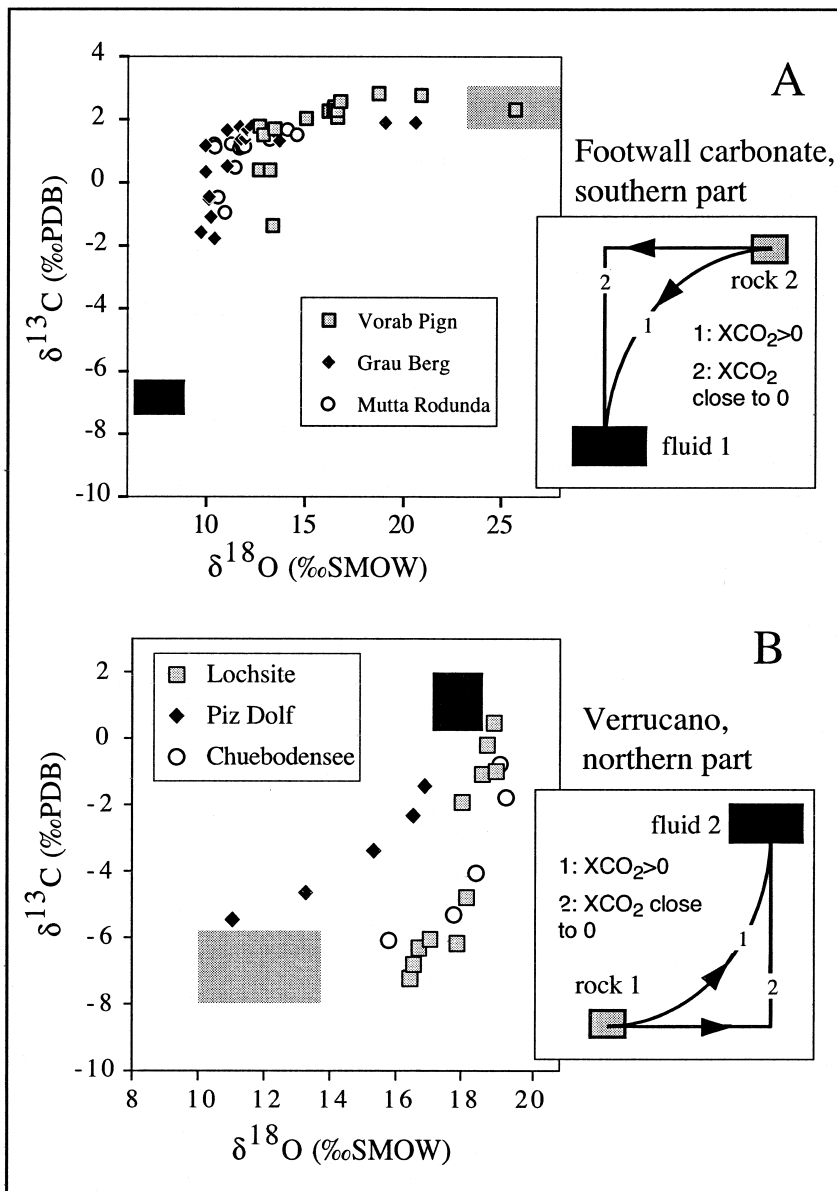 A
4
2
0
-2
-4
-6
-8
-10
δ13C (‰PDB)
10
15
20
25
δ18O (‰SMOW)
Vorab Pign
Grau Berg
Mutta Rodunda
Footwall carbonate,
southern part
2
rock 2
1
1: XCO2>0
2: XCO2
close to 0
fluid 1
B
2
0
-2
-4
-6
-8
-10
δ13C (‰PDB)
8
10
12
14
16
18
20
δ18O (‰SMOW)
Lochsite
Piz Dolf
Chuebodensee
Verrucano,
northern part
fluid 2
1: XCO2>0
2: XCO2 close
to 0
1
rock 1
2